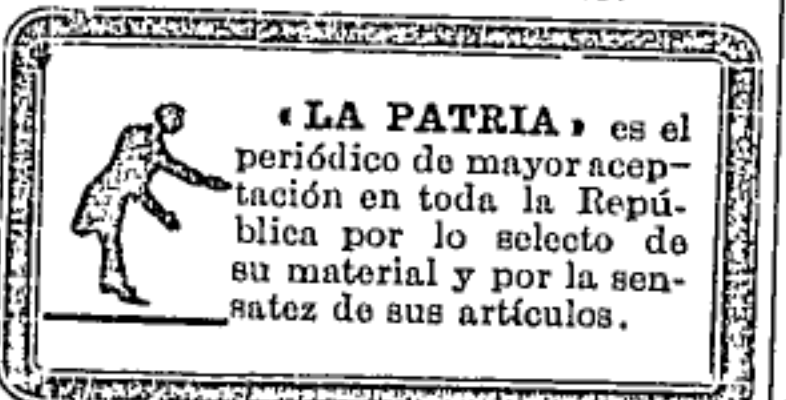 «LA PATRIA» es el
periódico de mayor acep-
tación en toda la Repú-
blica por lo selecto de
su material y por la sen-
satez de sus artículos.